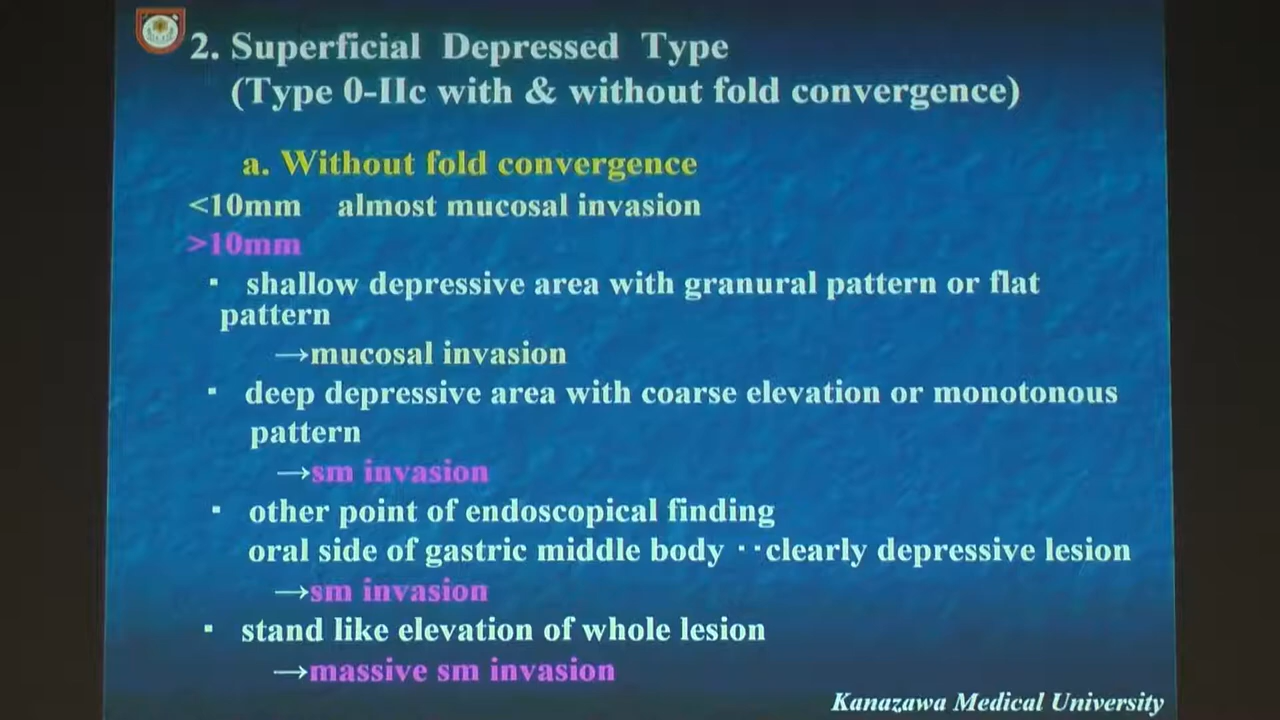 2. Superficial Depressed Type
(Type 0-IIc with & without fold convergence)
a. Without fold convergence
<10mm almost mucosal invasion
>10mm
▪ shallow depressive area with granural pattern or flat
pattern
→mucosal invasion
▪ deep depressive area with coarse elevation or monotonous
pattern
→sm invasion
▪ other point of endoscopical finding
oral side of gastric middle body ‥clearly depressive lesion
→sm invasion
▪ stand like elevation of whole lesion
→massive sm invasion
Kanazawa Medical University